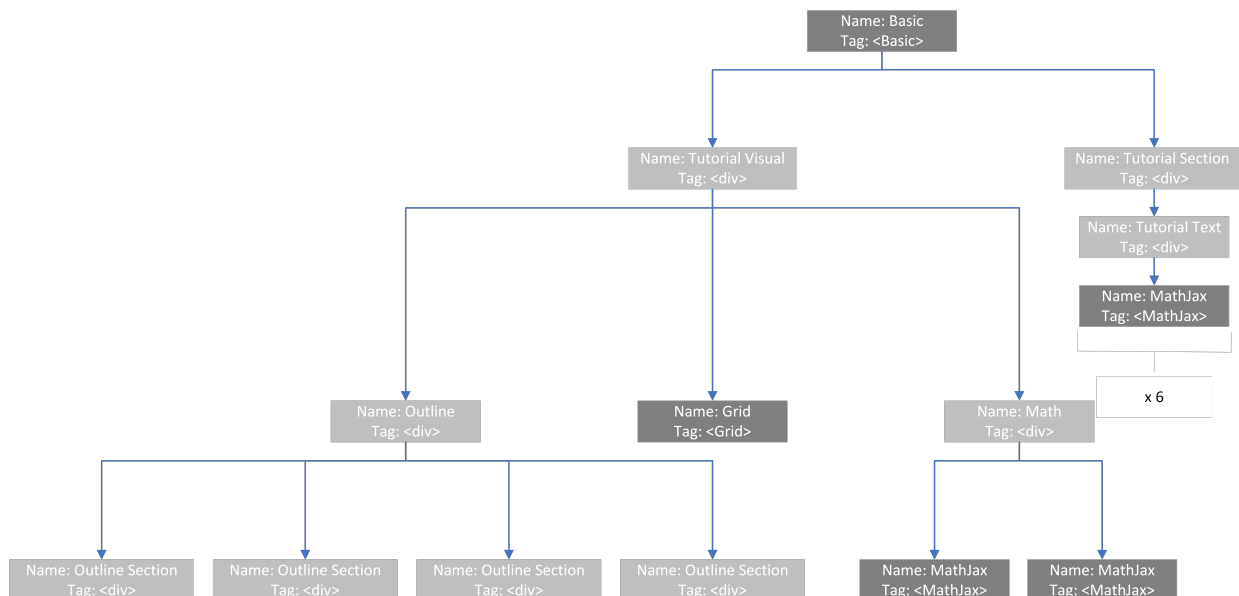 Name: Basic
Tag: <Basic>
Name: Tutorial Visual
Tag: <div>
Name: Tutorial Section
Tag: <div>
Name: Tutorial Text
Tag: <div>
Name: MathJax
Tag: <MathJax>
x 6
Name: Outline
Tag: <div>
Name: Grid
Tag: <Grid>
Name: Math
Tag: <div>
Name: Outline Section
Tag: <div>
Name: Outline Section
Tag: <div>
Name: Outline Section
Tag: <div>
Name: Outline Section
Tag: <div>
Name: MathJax
Tag: <MathJax>
Name: MathJax
Tag: <MathJax>